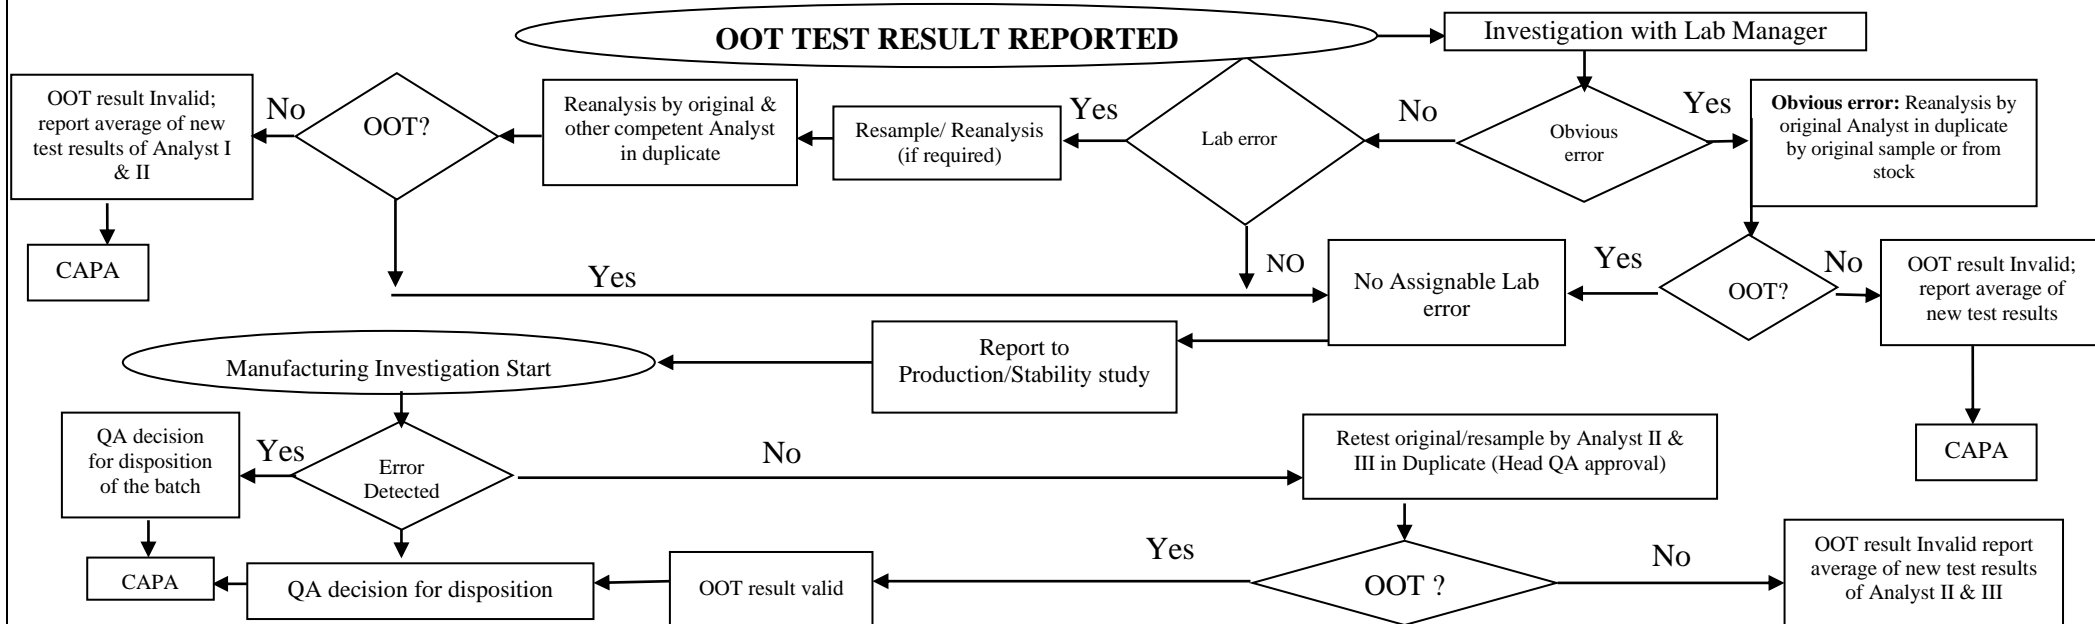 OOT TEST RESULT REPORTED
Investigation with Lab Manager
OOT result Invalid;
report average of new
test results of Analyst I
& II
No
OOT?
Reanalysis by original &
other competent Analyst
in duplicate
Resample/ Reanalysis
(if required)
Yes
Lab error
No
Obvious
error
Yes
Obvious error: Reanalysis by
original Analyst in duplicate
by original sample or from
stock
CAPA
Yes
NO
No Assignable Lab
error
Yes
OOT?
No
OOT result Invalid;
report average of
new test results
Manufacturing Investigation Start
Report to
Production/Stability study
QA decision
for disposition
of the batch
Yes
Error
Detected
No
Retest original/resample by Analyst II &
III in Duplicate (Head QA approval)
CAPA
CAPA
QA decision for disposition
OOT result valid
Yes
OOT ?
No
OOT result Invalid report
average of new test results
of Analyst II & III